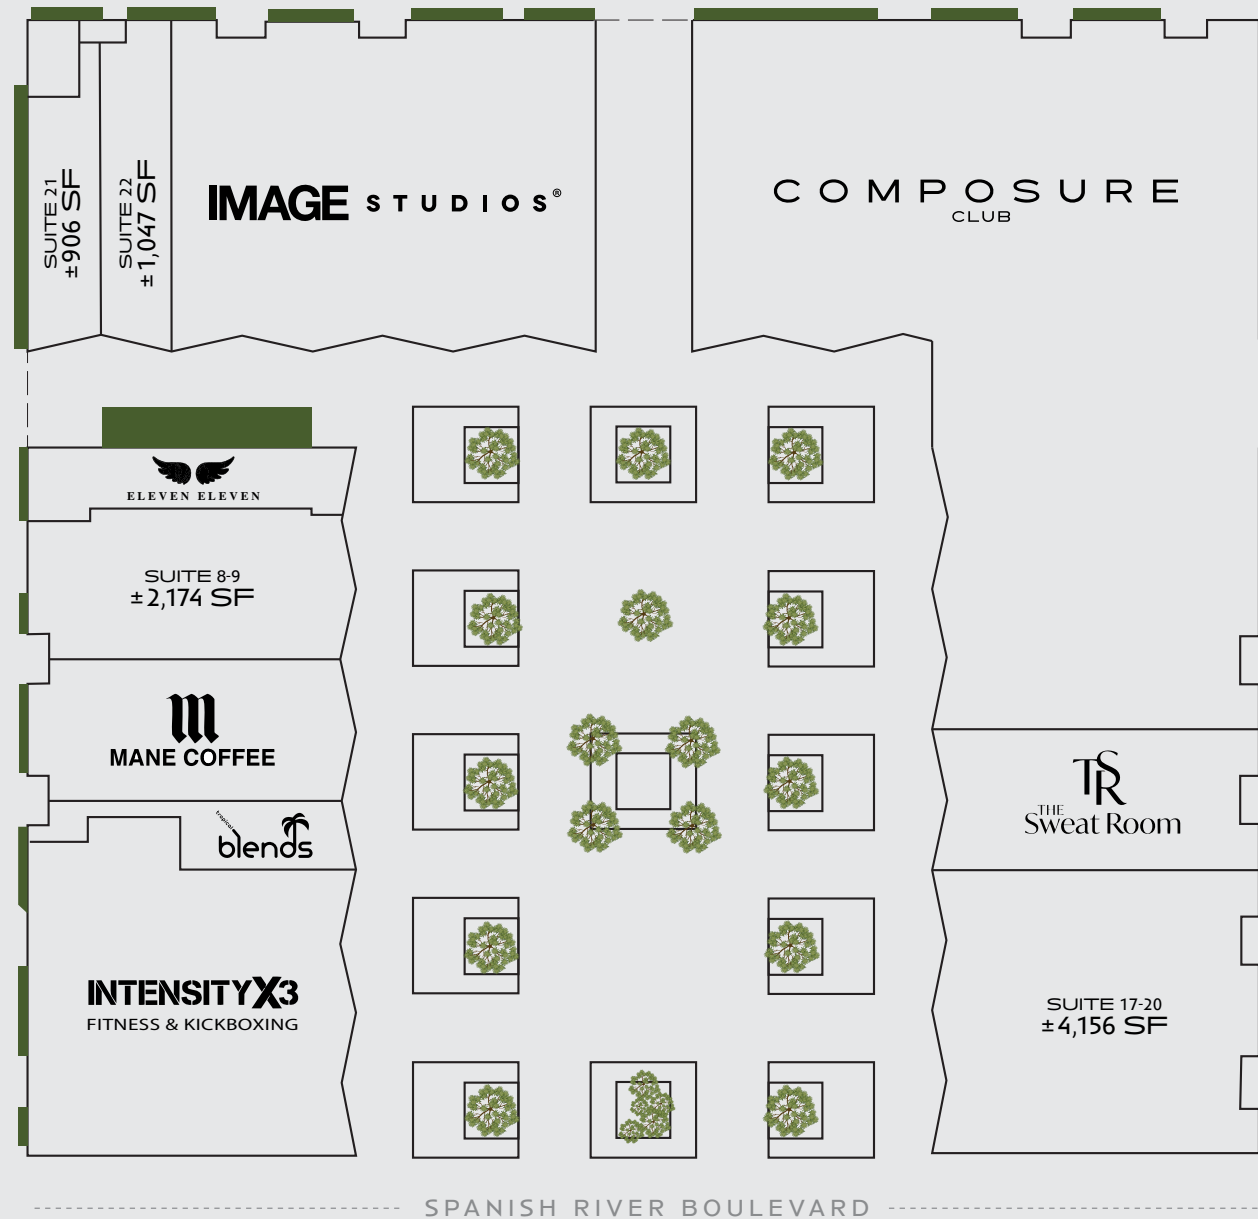 SUITE 21
±906 SF
SUITE 22
±1,047 SF
IMAGE STUDIOS®
COMPOSURE
CLUB
ELEVEN ELEVEN
SUITE 8-9
±2,174 SF
m
MANE COFFEE
TSR
THE
Sweat Room
tropical
blends
INTENSITYX3
FITNESS & KICKBOXING
SUITE 17-20
±4,156 SF
SPANISH RIVER BOULEVARD